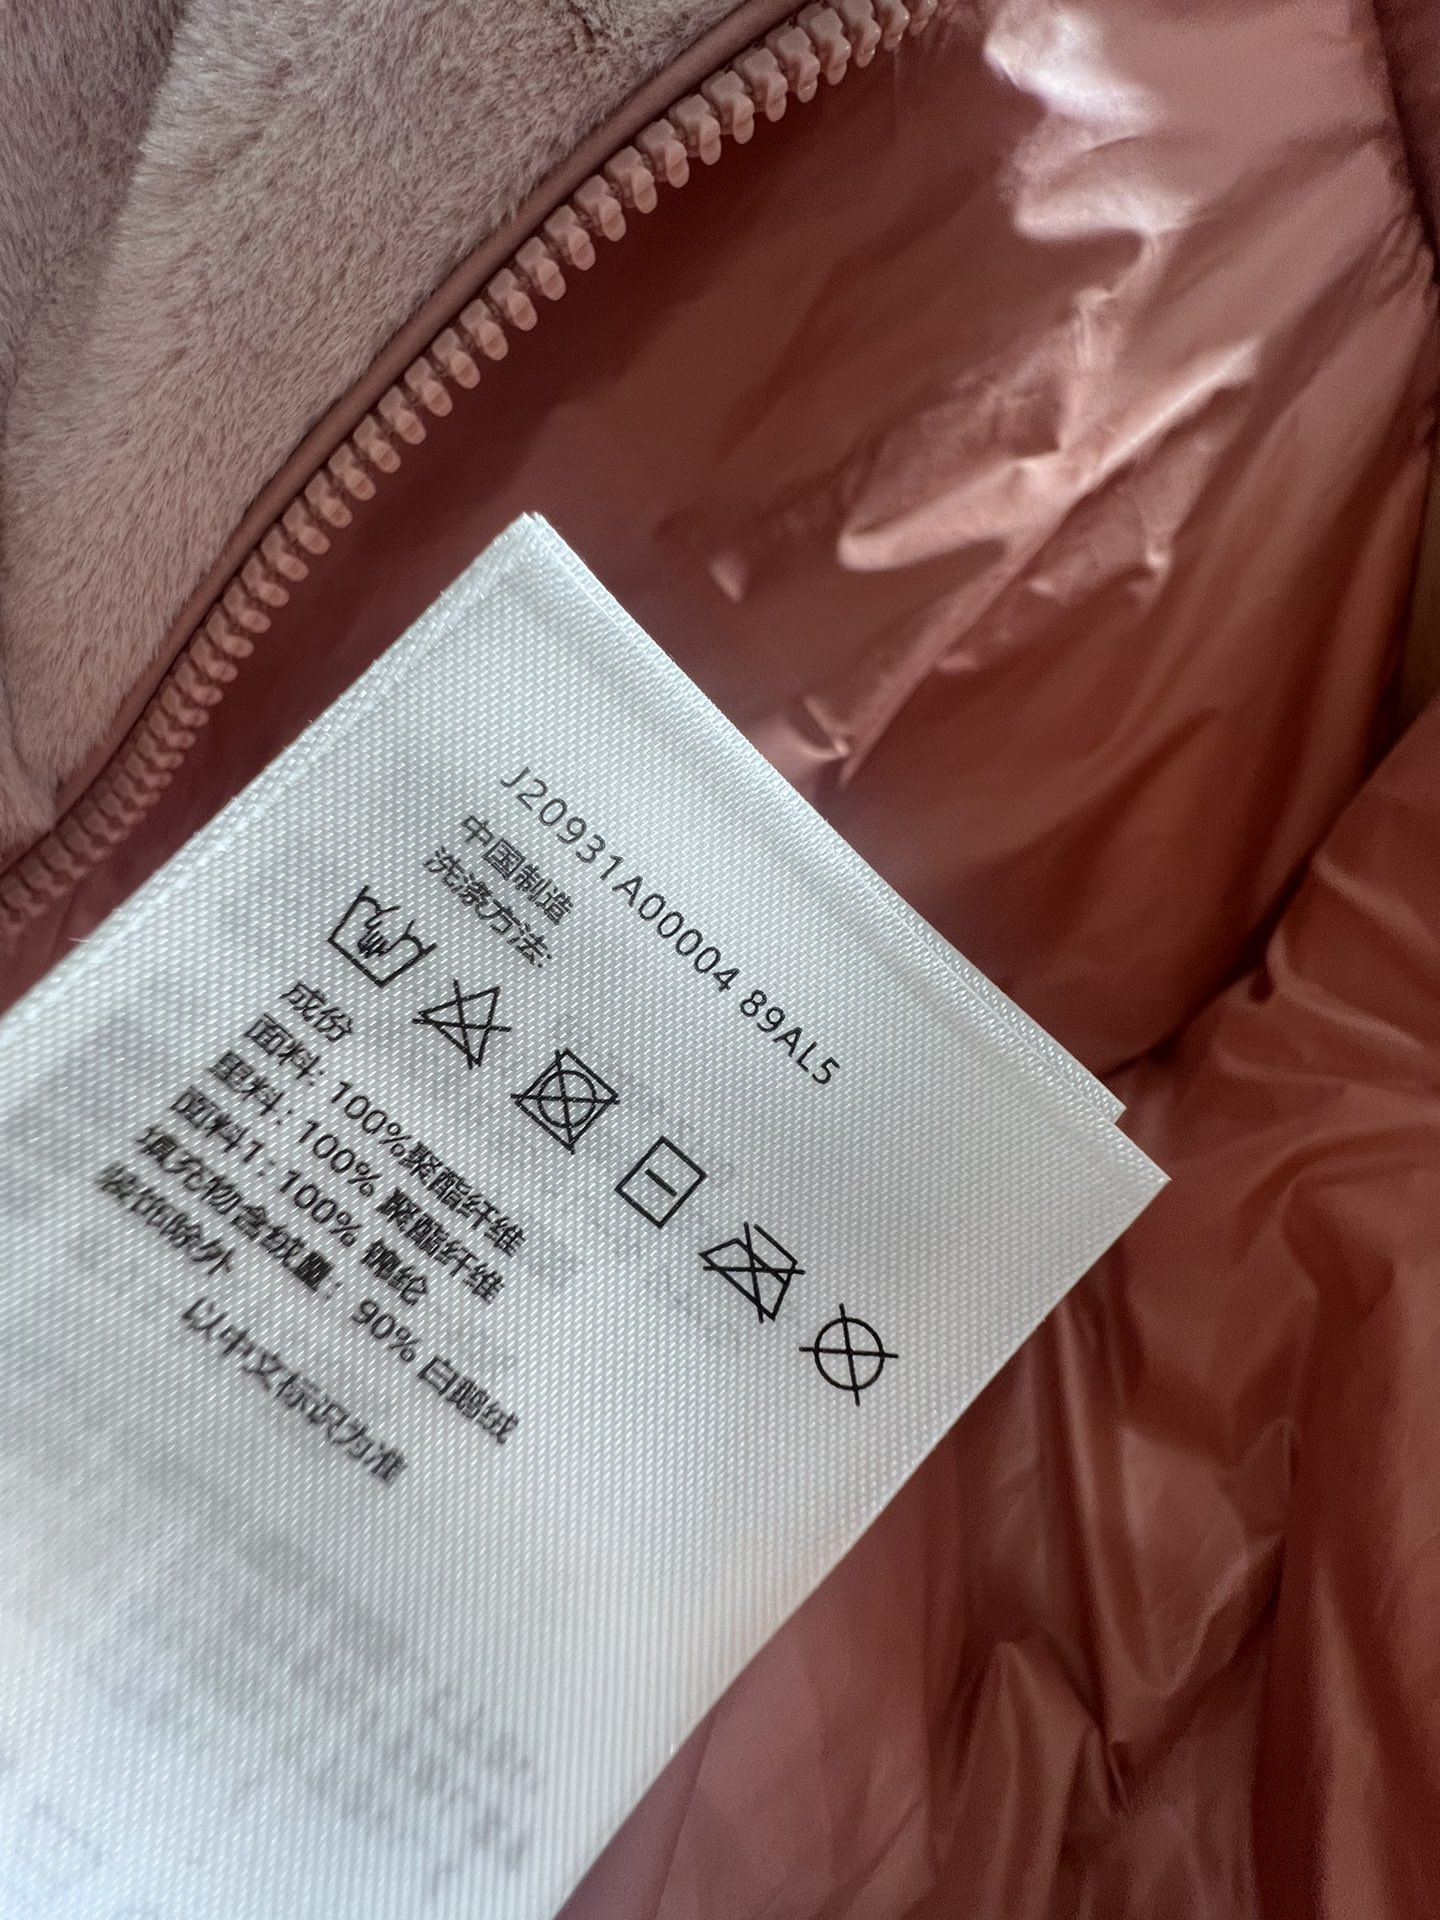 J20931A00004 89AL5
中国制造
洗涤方法:
成份
面料: 100%聚酯纤维
里料: 100% 聚酯纤维
面料1: 100% 锦纶
填充物含绒量: 90% 白鹅绒
装饰除外
以中文标识为准